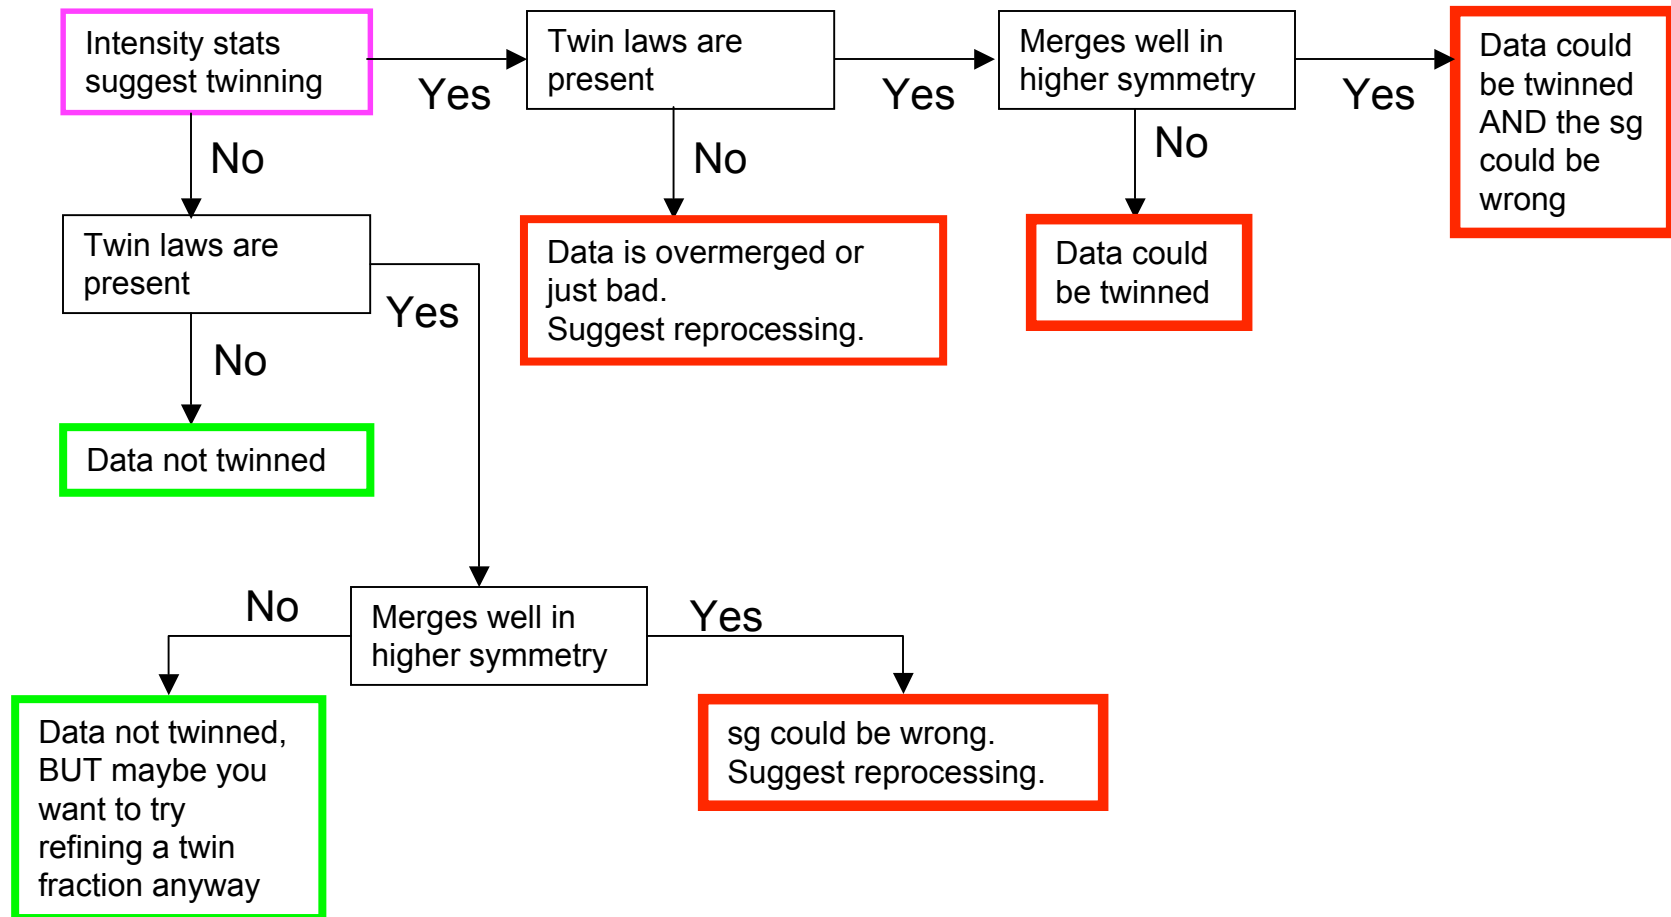 Intensity stats
suggest twinning
Yes
Twin laws are
present
Yes
Merges well in
higher symmetry
Yes
Data could
be twinned
AND the sg
could be
wrong
No
No
No
Twin laws are
present
Yes
Data is overmerged or
just bad.
Suggest reprocessing.
Data could
be twinned
No
Data not twinned
No
Merges well in
higher symmetry
Yes
Data not twinned,
BUT maybe you
want to try
refining a twin
fraction anyway
sg could be wrong.
Suggest reprocessing.